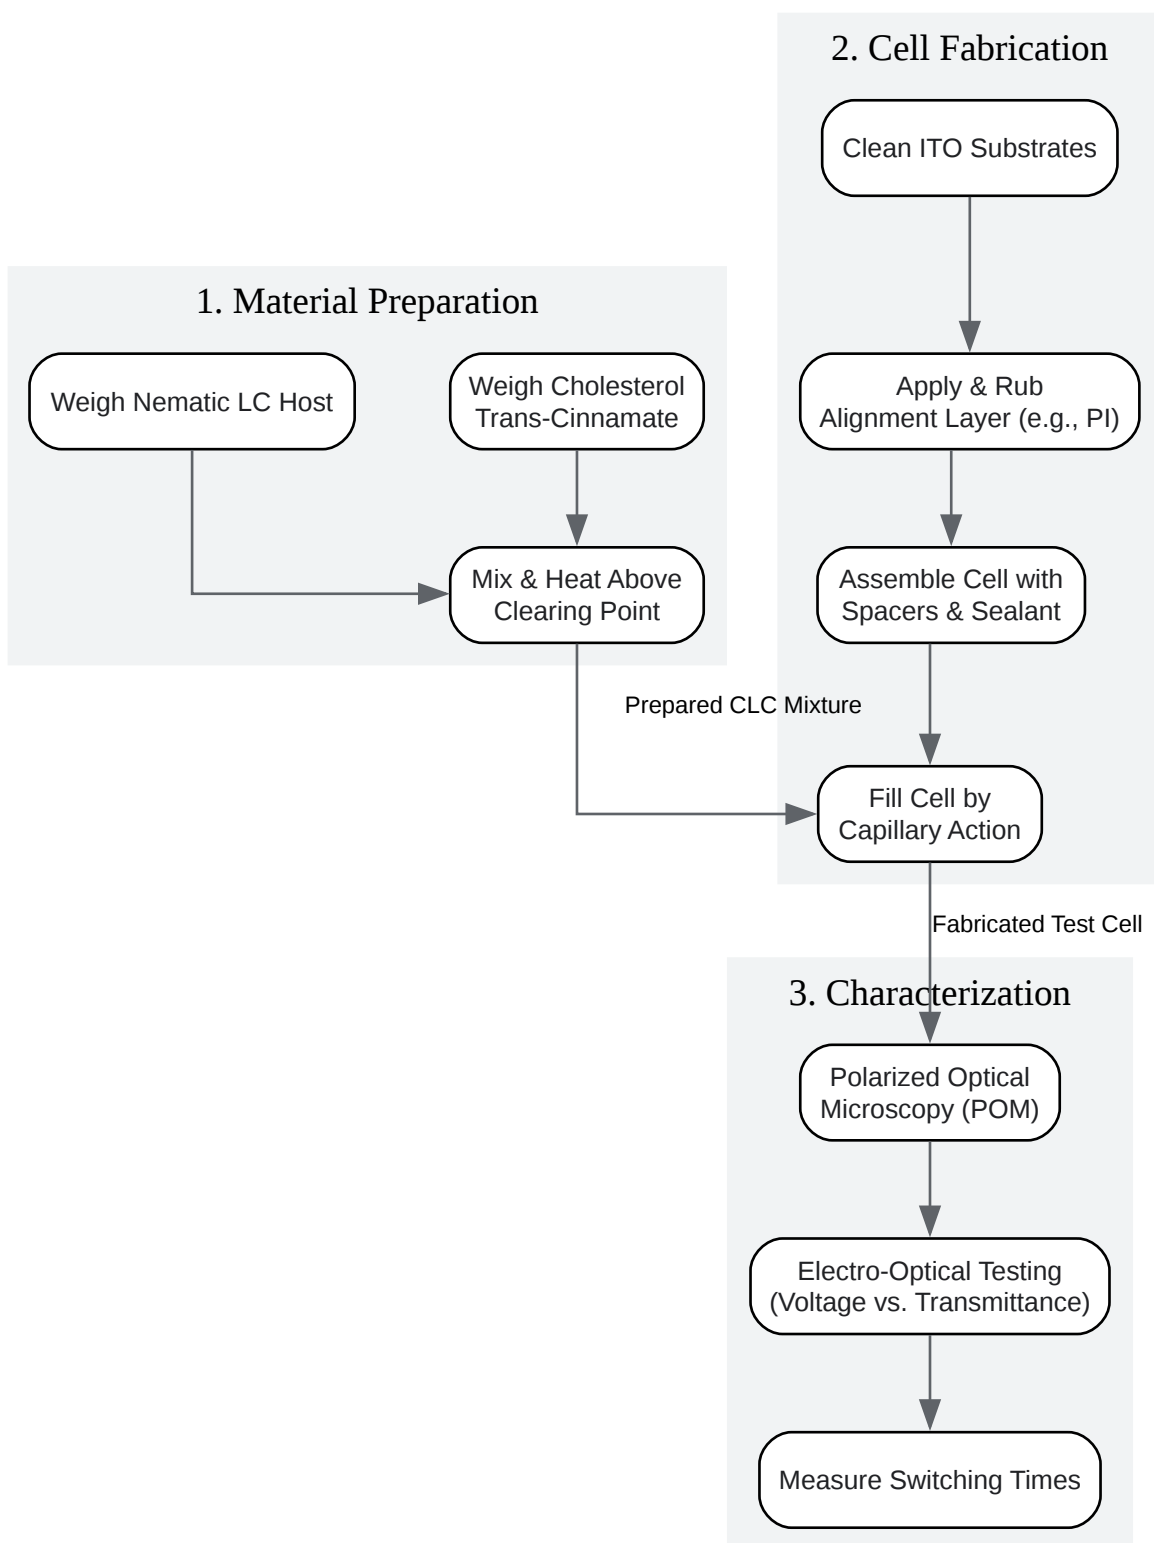 2. Cell Fabrication
Clean ITO Substrates
1. Material Preparation
Weigh Nematic LC Host
Weigh Cholesterol
Trans-Cinnamate
Apply & Rub
Alignment Layer (e.g., PI)
Mix & Heat Above
Clearing Point
Assemble Cell with
Spacers & Sealant
Prepared CLC Mixture
Fill Cell by
Capillary Action
Fabricated Test Cell
3. Characterization
Polarized Optical
Microscopy (POM)
Electro-Optical Testing
(Voltage vs. Transmittance)
Measure Switching Times